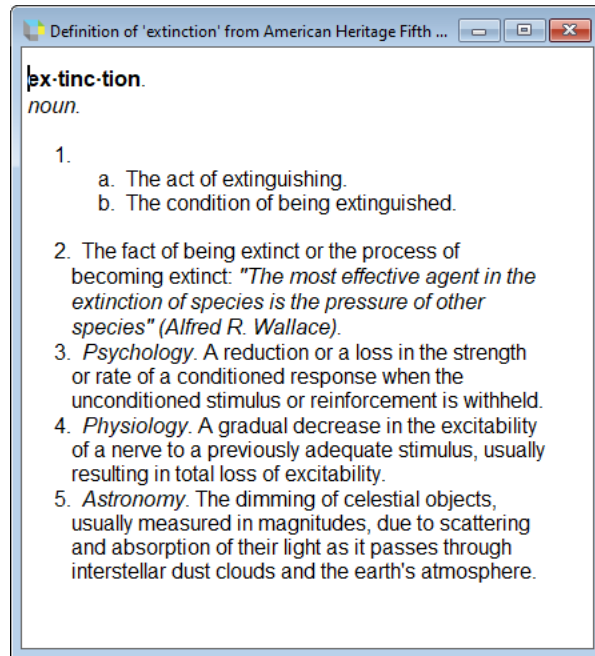 Definition of 'extinction' from American Heritage Fifth ...
ex·tinc·tion.
noun.
1.
a. The act of extinguishing.
b. The condition of being extinguished.
2. The fact of being extinct or the process of
becoming extinct: "The most effective agent in the
extinction of species is the pressure of other
species" (Alfred R. Wallace).
3. Psychology. A reduction or a loss in the strength
or rate of a conditioned response when the
unconditioned stimulus or reinforcement is withheld.
4. Physiology. A gradual decrease in the excitability
of a nerve to a previously adequate stimulus, usually
resulting in total loss of excitability.
5. Astronomy. The dimming of celestial objects,
usually measured in magnitudes, due to scattering
and absorption of their light as it passes through
interstellar dust clouds and the earth's atmosphere.